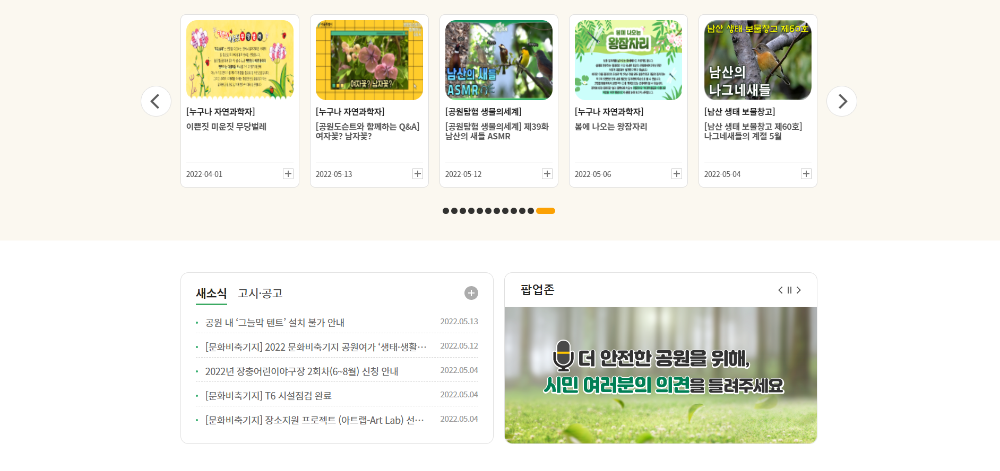 무당벌레
여자꽃? 남자꽃?
남산의 새들
ASMR
봄에 나오는
왕잠자리
남산 생태 보물창고 제60호
남산의
나그네새들
[누구나 자연과학자]
이쁜짓 미운짓 무당벌레
2022-04-01
[누구나 자연과학자]
[공원도슨트와 함께하는 Q&A]
여자꽃? 남자꽃?
2022-05-13
[공원탐험 생물의세계]
[공원탐험 생물의세계] 제39화
남산의 새들 ASMR
2022-05-12
[누구나 자연과학자]
봄에 나오는 왕잠자리
2022-05-06
[남산 생태 보물창고]
[남산 생태 보물창고 제60호]
나그네새들의 계절 5월
2022-05-04
새소식 고시·공고
공원 내 ‘그늘막 텐트’ 설치 불가 안내 2022.05.13
[문화비축기지] 2022 문화비축기지 공원여가 ‘생태·생활… 2022.05.12
2022년 장충어린이야구장 2회차(6~8월) 신청 안내 2022.05.04
[문화비축기지] T6 시설점검 완료 2022.05.04
[문화비축기지] 장소지원 프로젝트 (아트랩-Art Lab) 선… 2022.05.04
팝업존
더 안전한 공원을 위해,
시민 여러분의 의견을 들려주세요